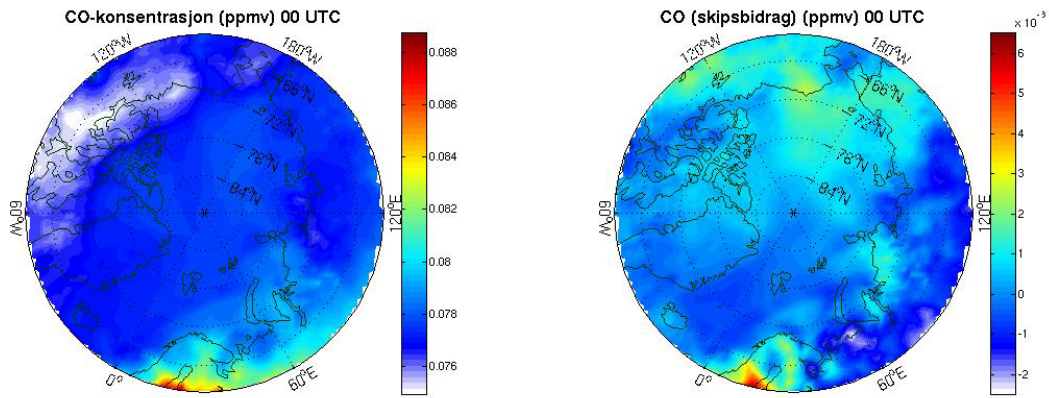 CO-konsentrasjon (ppmv) 00 UTC
120°W
180°W
66°N
72°N
78°N
84°N
60°W
120°E
0°
60°E
0.088
0.086
0.084
0.082
0.08
0.078
0.076
CO (skipsbidrag) (ppmv) 00 UTC
120°W
180°W
66°N
72°N
78°N
84°N
60°W
120°E
0°
60°E
x 10⁻³
6
5
4
3
2
1
0
-1
-2